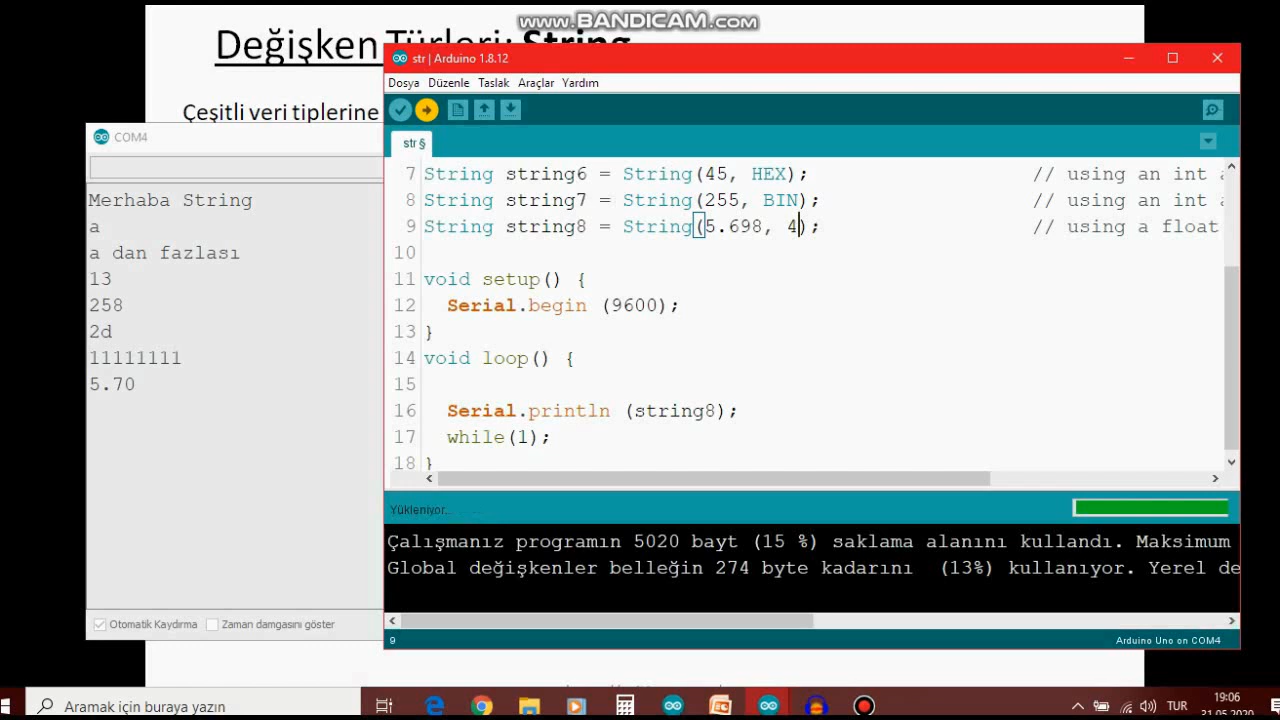 www.BANDICAM.com
Değişken Türleri: String
Çeşitli veri tiplerine
str | Arduino 1.8.12
Dosya Düzenle Taslak Araçlar Yardım
str §
7 String string6 = String(45, HEX); // using an int a
8 String string7 = String(255, BIN); // using an int a
9 String string8 = String(5.698, 4); // using a float
10
11 void setup() {
12 Serial.begin (9600);
13 }
14 void loop() {
15
16 Serial.println (string8);
17 while(1);
18 }
Yükleniyor...
Çalışmanız programın 5020 bayt (15 %) saklama alanını kullandı. Maksimum
Global değişkenler belleğin 274 byte kadarını (13%) kullanıyor. Yerel de
9
Arduino Uno on COM4
COM4
Merhaba String
a
a dan fazlası
13
258
2d
11111111
5.70
Otomatik Kaydırma Zaman damgasını göster
Aramak için buraya yazın
TUR
19:06
31.05.2020